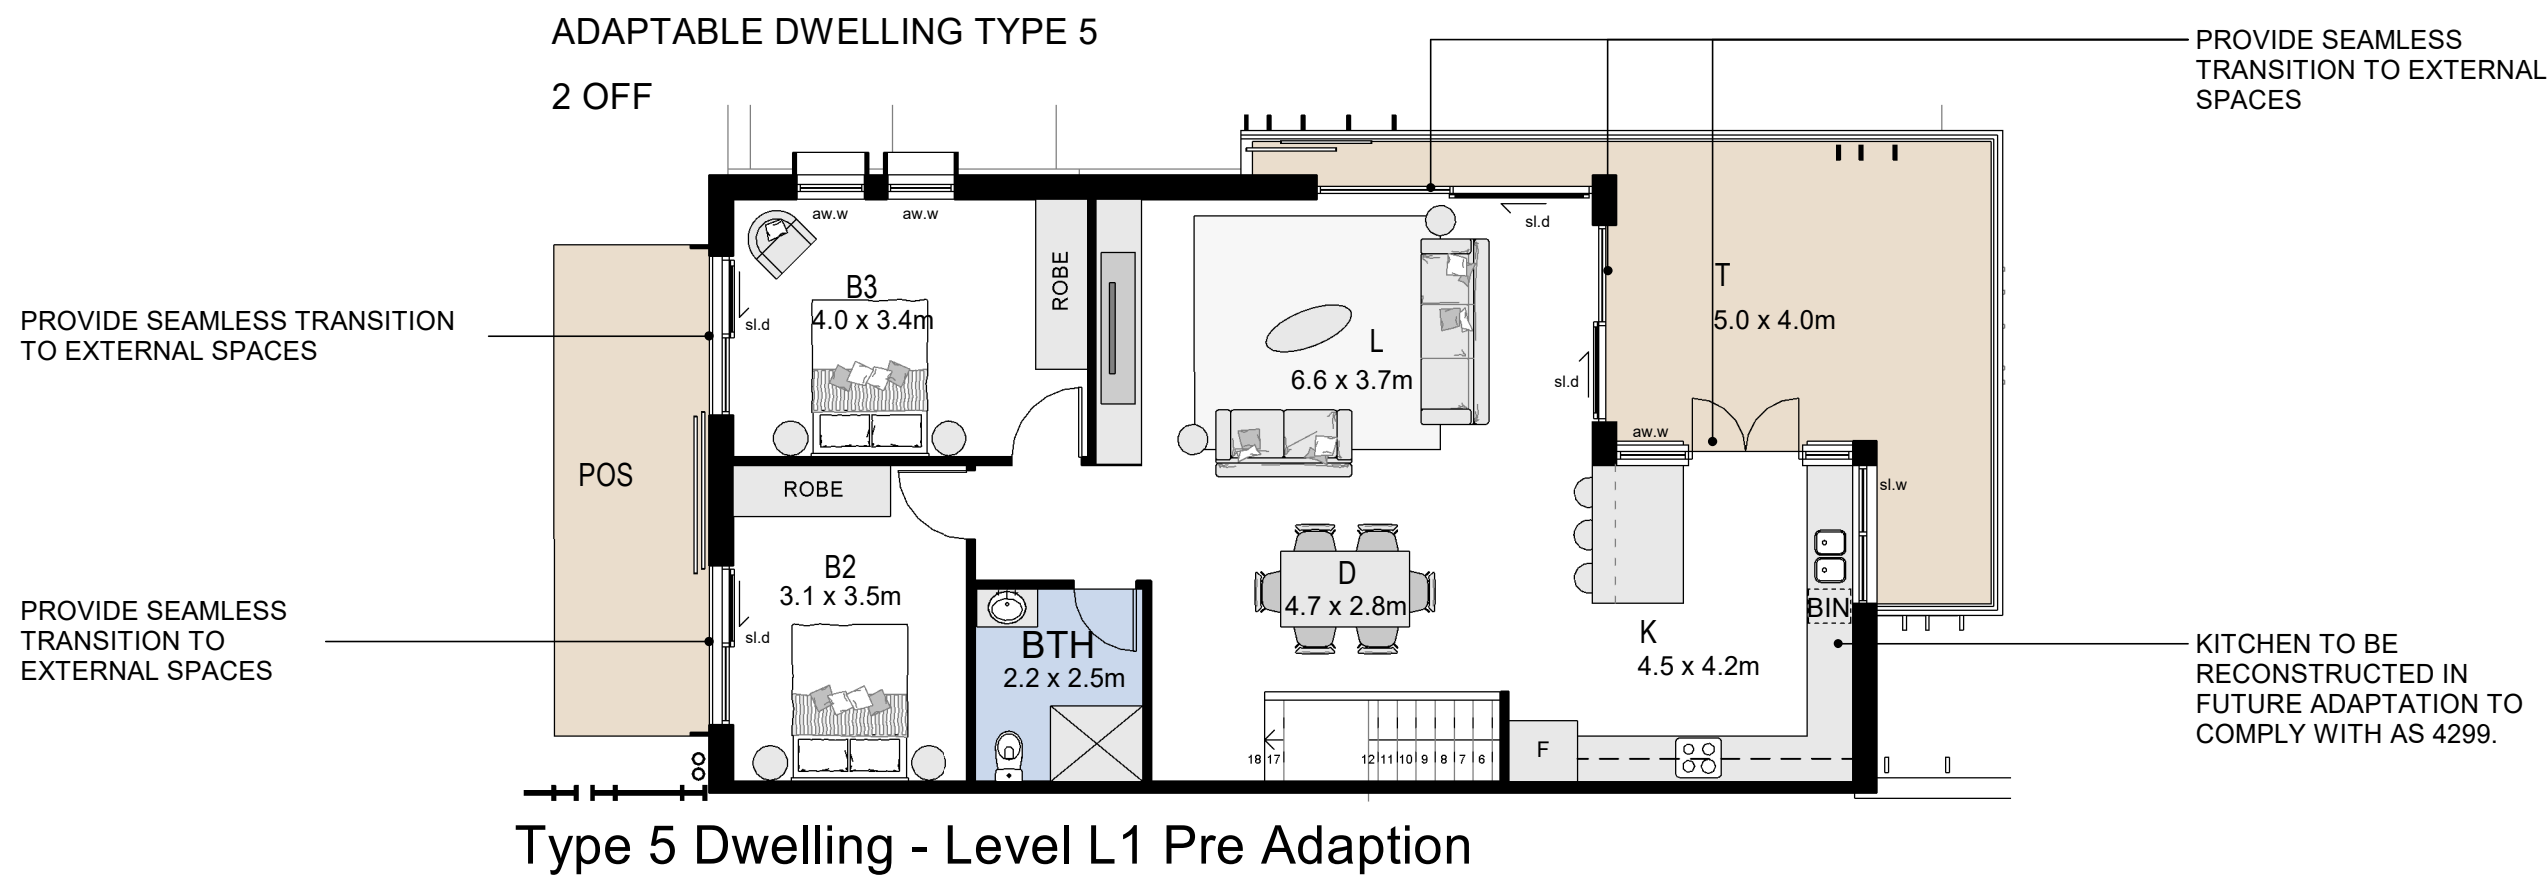 ADAPTABLE DWELLING TYPE 5
2 OFF
PROVIDE SEAMLESS
TRANSITION TO EXTERNAL
SPACES
aw.w
aw.w
sl.d
ROBE
B3
4.0 x 3.4m
sl.d
T
5.0 x 4.0m
L
6.6 x 3.7m
sl.d
PROVIDE SEAMLESS TRANSITION
TO EXTERNAL SPACES
aw.w
POS
ROBE
sl.w
B2
3.1 x 3.5m
D
4.7 x 2.8m
BIN
PROVIDE SEAMLESS
TRANSITION TO
EXTERNAL SPACES
sl.d
BTH
2.2 x 2.5m
K
4.5 x 4.2m
KITCHEN TO BE
RECONSTRUCTED IN
FUTURE ADAPTATION TO
COMPLY WITH AS 4299.
F
18 17 12 11 10 9 8 7 6
Type 5 Dwelling - Level L1 Pre Adaption